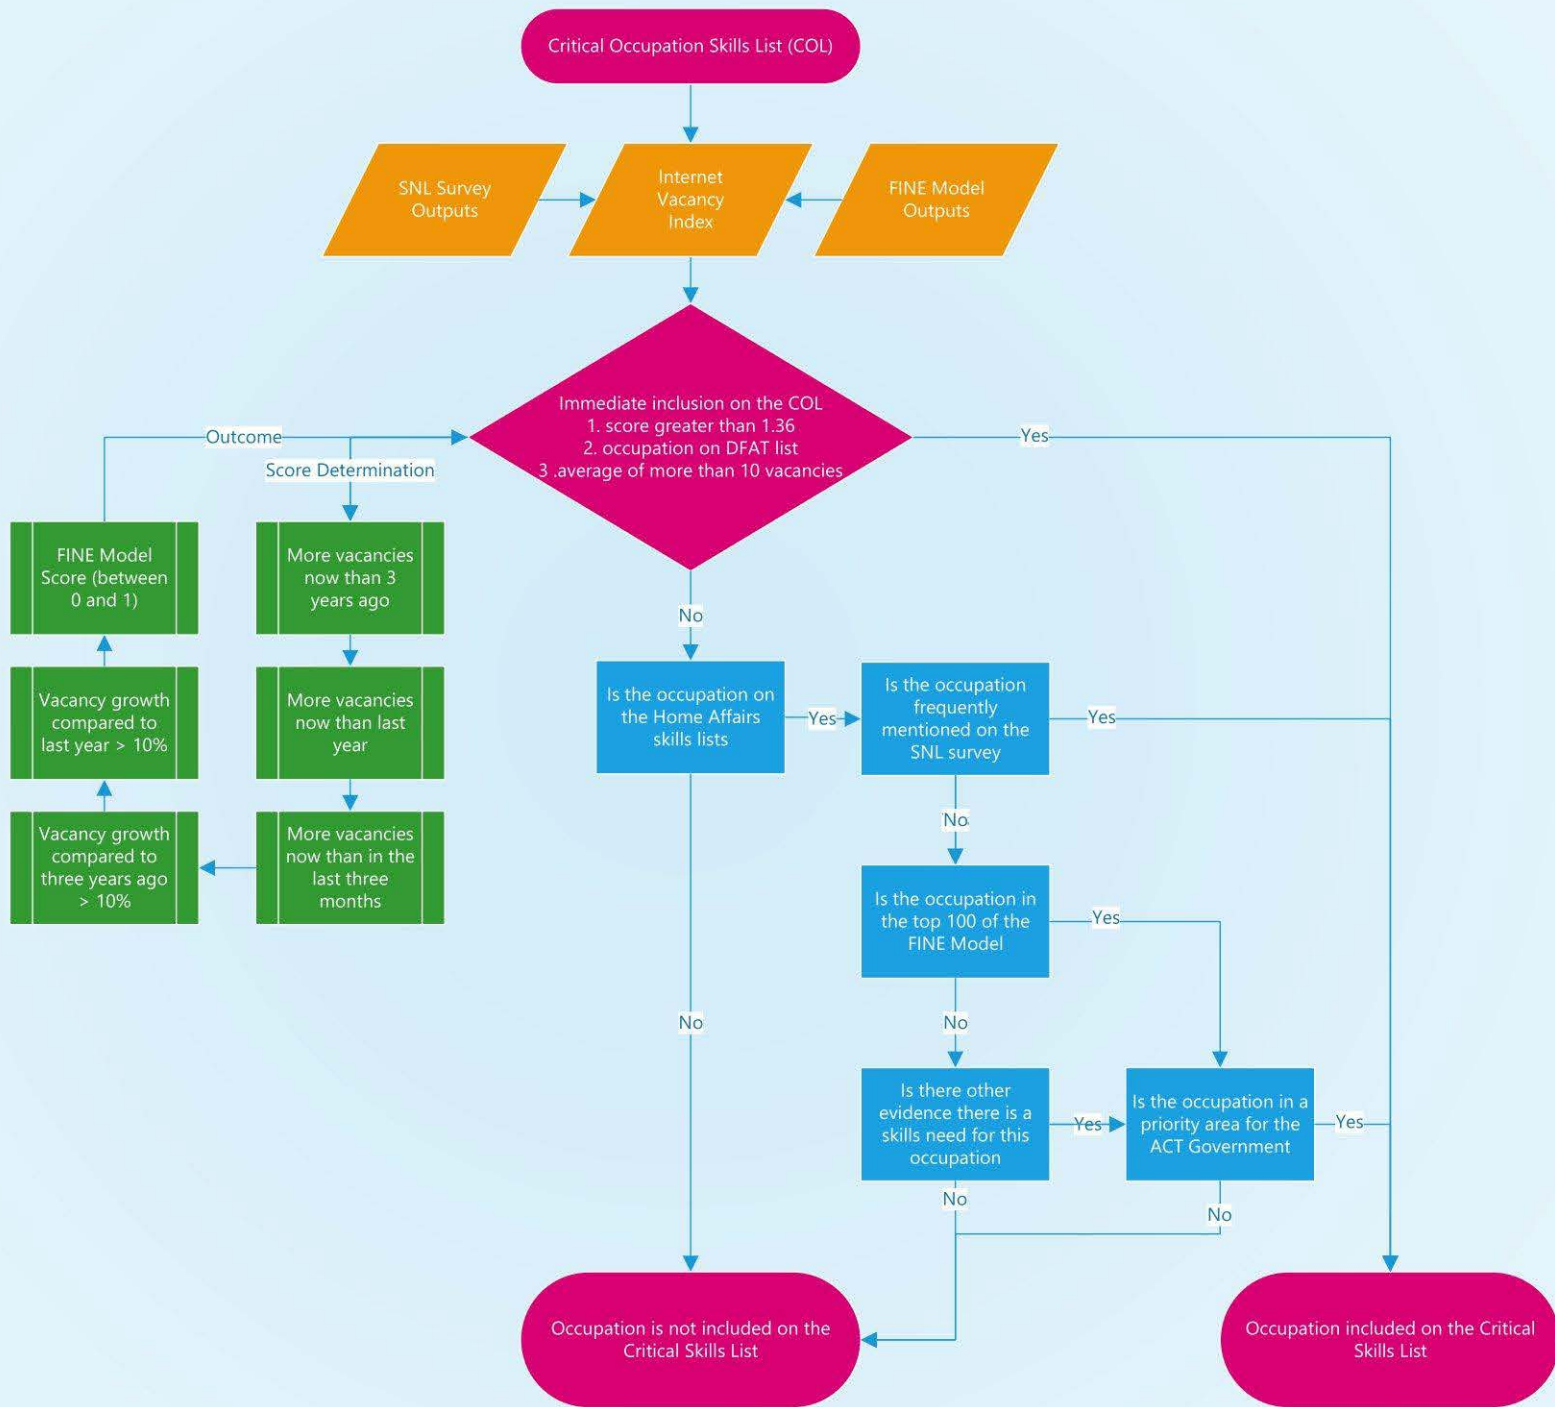 Critical Occupation Skills List (COL)
SNL Survey
Outputs
Internet
Vacancy
Index
FINE Model
Outputs
Immediate inclusion on the COL
1. score greater than 1.36
2. occupation on DFAT list
3 .average of more than 10 vacancies
Outcome
Yes
Score Determination
FINE Model
Score (between
0 and 1)
More vacancies
now than 3
years ago
No
Is the occupation on
the Home Affairs
skills lists
Yes
Is the occupation
frequently
mentioned on the
SNL survey
Yes
Vacancy growth
compared to
last year > 10%
More vacancies
now than last
year
No
Vacancy growth
compared to
three years ago
> 10%
More vacancies
now than in the
last three
months
Is the occupation in
the top 100 of the
FINE Model
Yes
No
No
Is there other
evidence there is a
skills need for this
occupation
Yes
Is the occupation in a
priority area for the
ACT Government
Yes
No
No
Occupation is not included on the
Critical Skills List
Occupation included on the Critical
Skills List